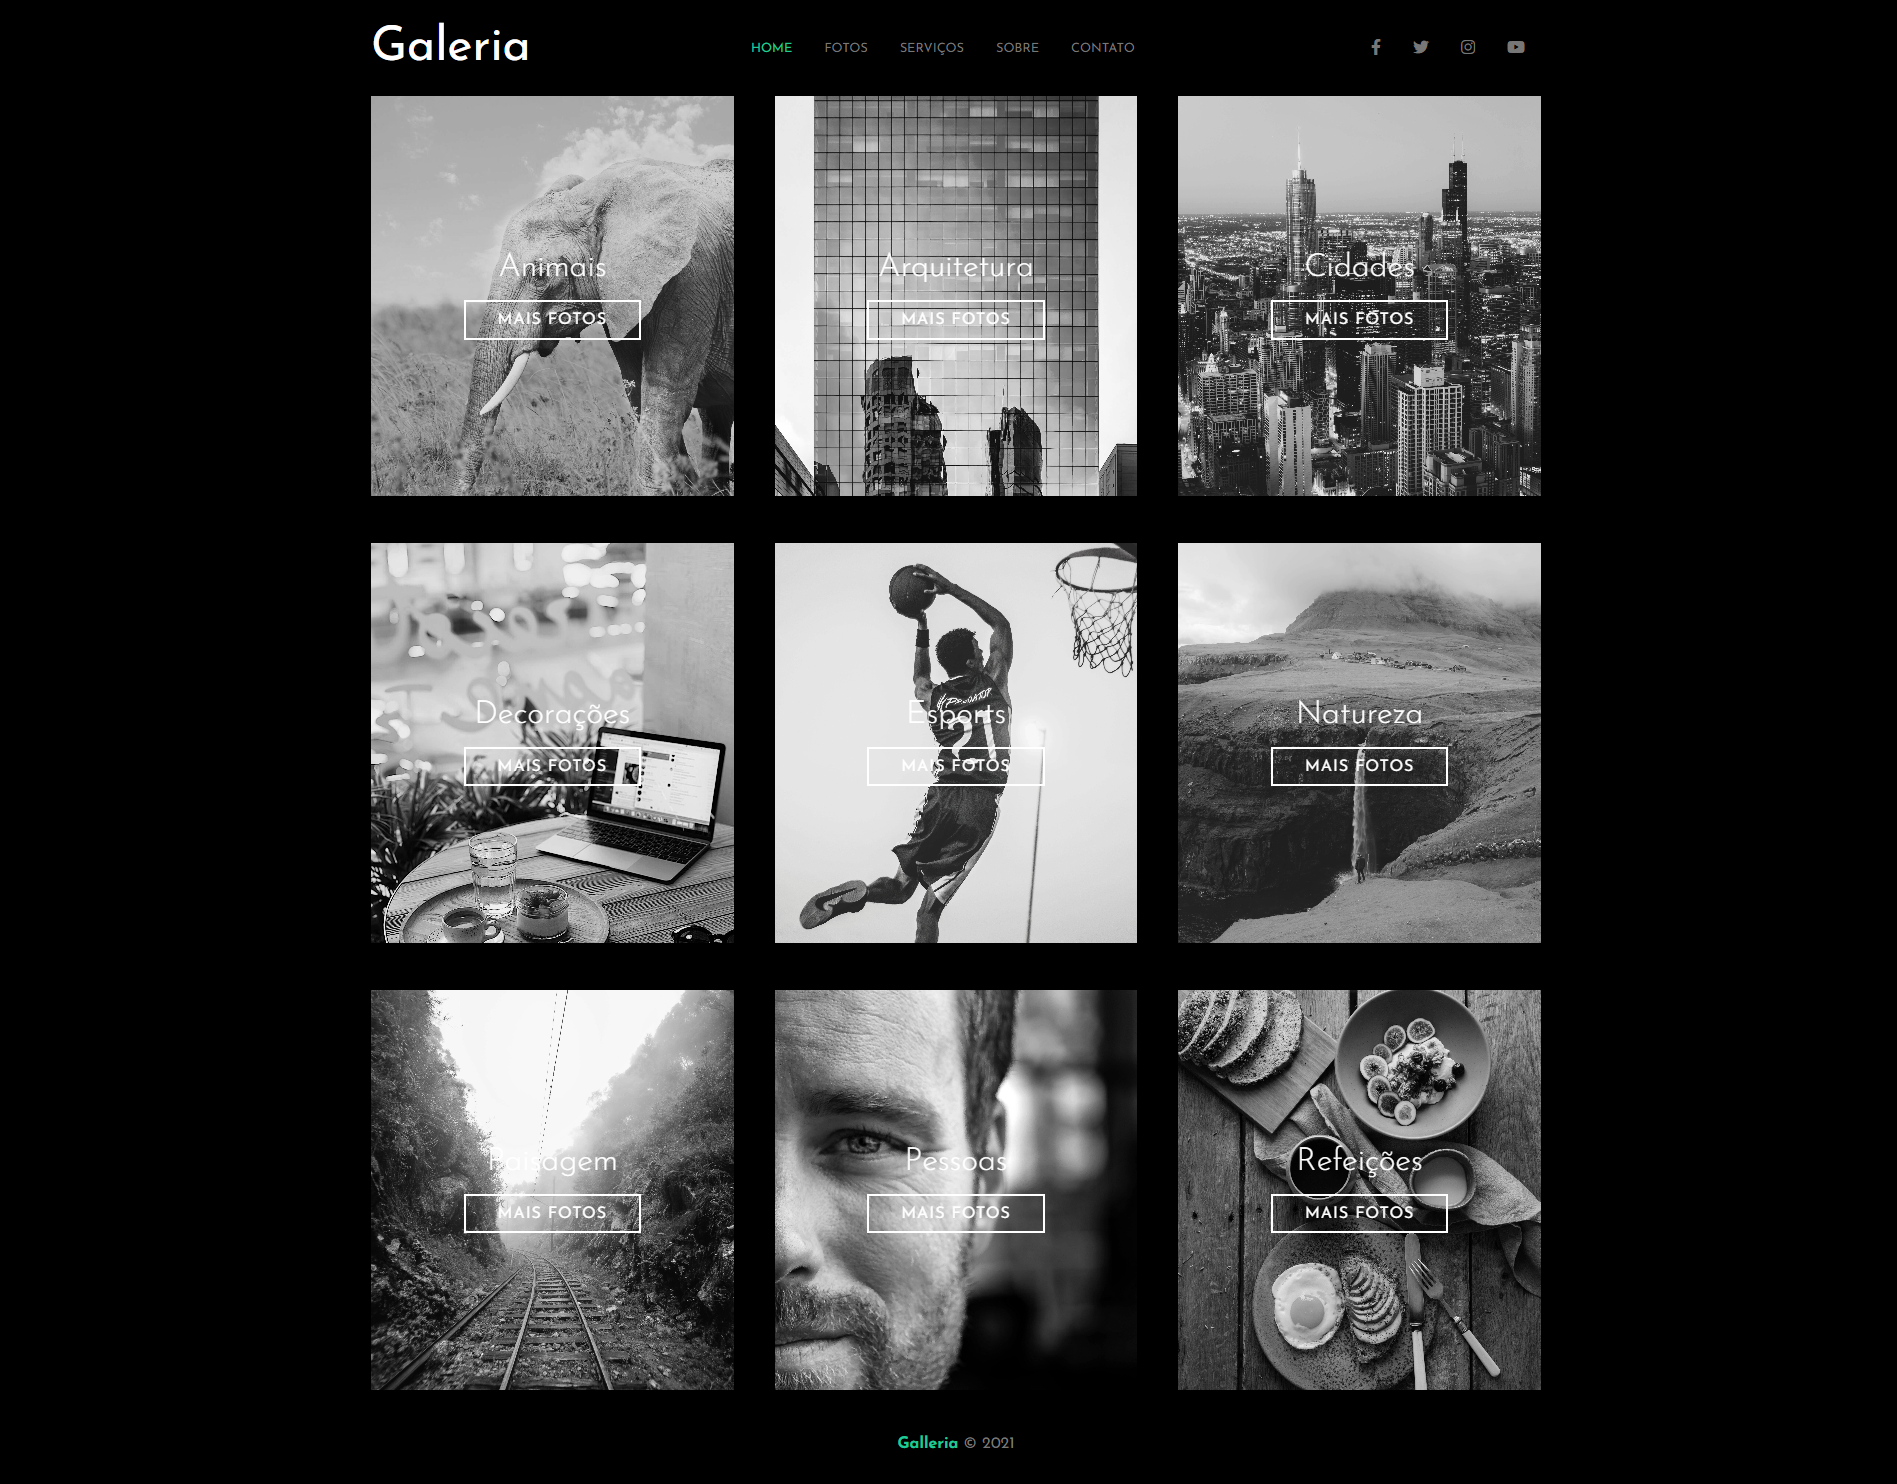 Galeria
HOME FOTOS SERVIÇOS SOBRE CONTATO
Animais
MAIS FOTOS
Arquitetura
MAIS FOTOS
Cidades
MAIS FOTOS
Decorações
MAIS FOTOS
Esports
MAIS FOTOS
21
Natureza
MAIS FOTOS
Paisagem
MAIS FOTOS
Pessoas
MAIS FOTOS
Refeições
MAIS FOTOS
Galleria © 2021